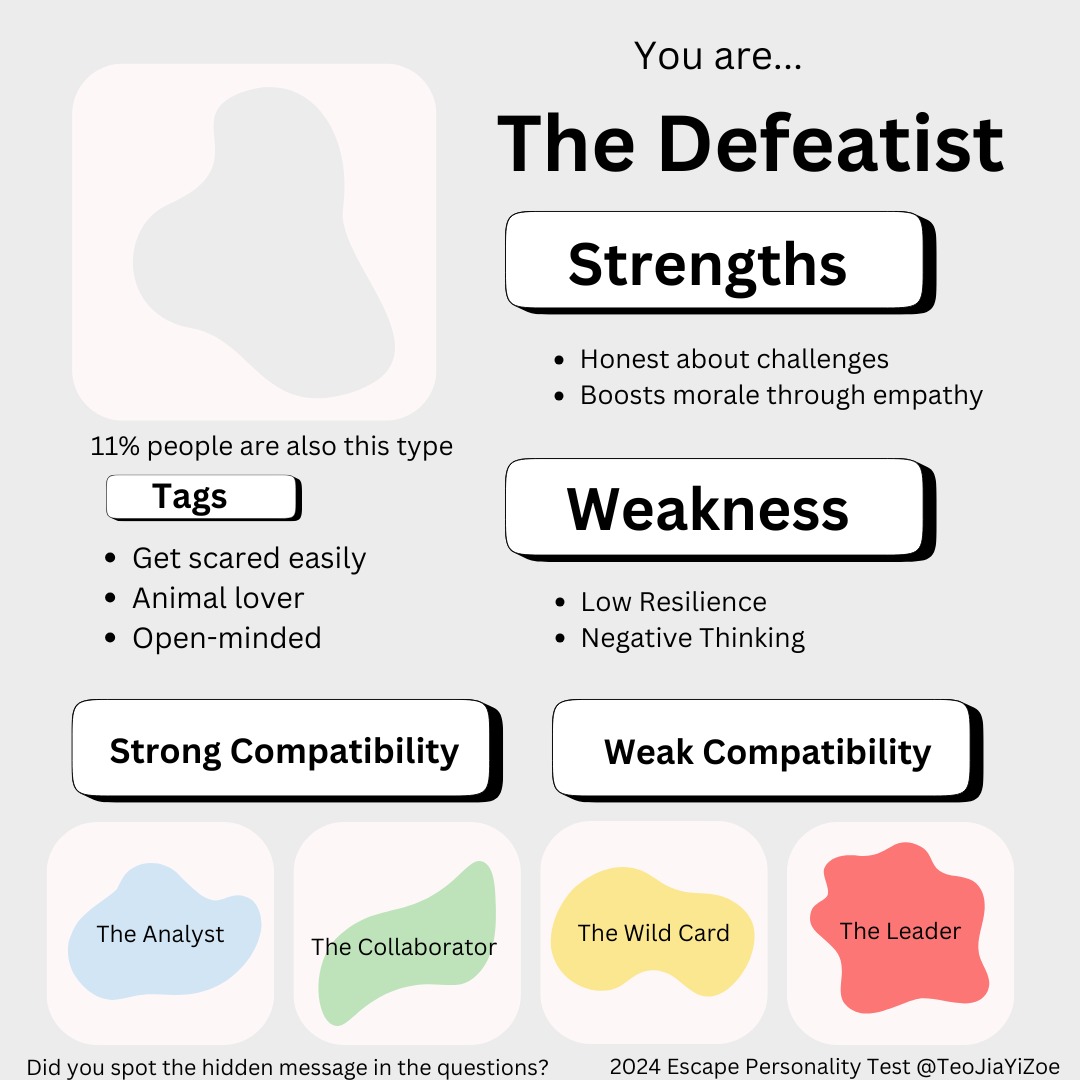 You are...
The Defeatist
Strengths
• Honest about challenges
• Boosts morale through empathy
11% people are also this type
Tags
• Get scared easily
• Animal lover
• Open-minded
Weakness
• Low Resilience
• Negative Thinking
Strong Compatibility
The Analyst
The Collaborator
Weak Compatibility
The Wild Card
The Leader
Did you spot the hidden message in the questions?
2024 Escape Personality Test @TeoJiaYiZoe